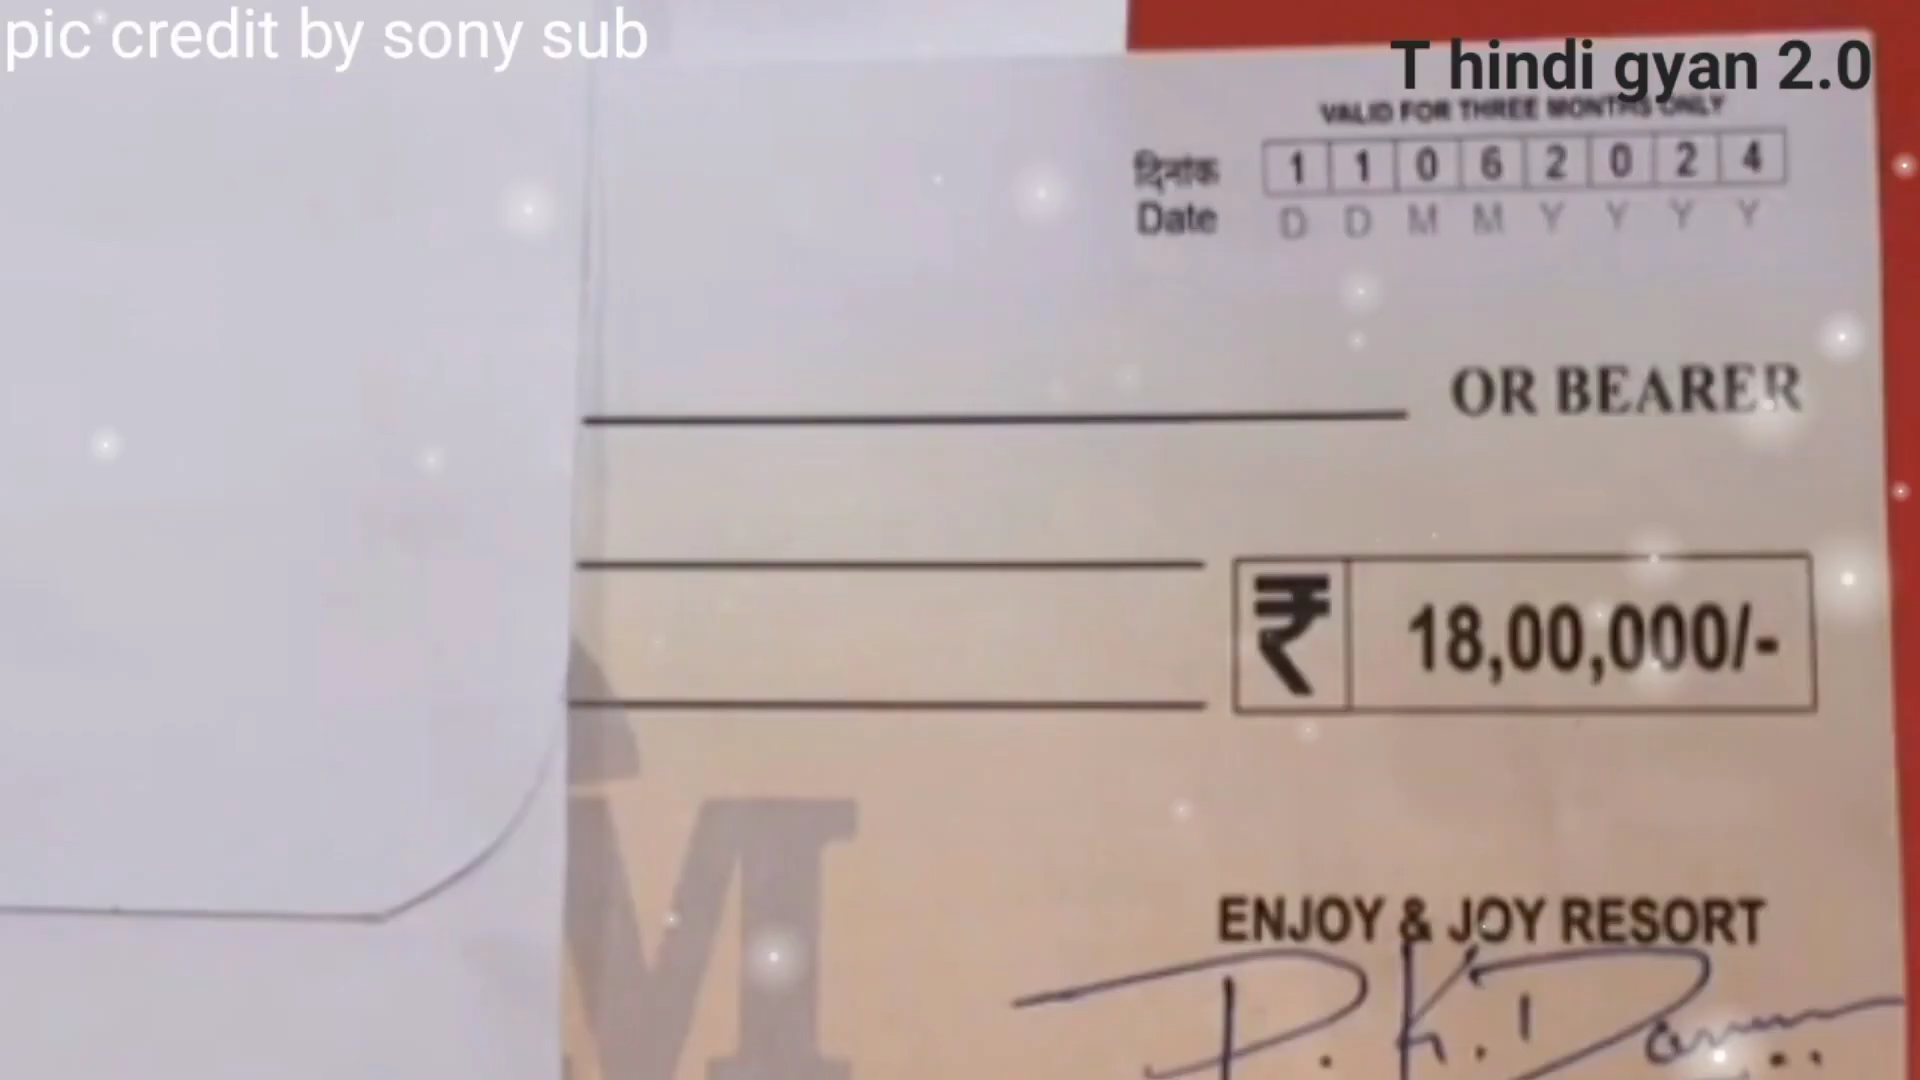 pic credit by sony sub
T hindi gyan 2.0
VALID FOR THREE MONTHS ONLY
दिनांक 1 1 0 6 2 0 2 4
Date D D M M Y Y Y Y
OR BEARER
₹ 18,00,000/-
M
ENJOY & JOY RESORT
P. K. D